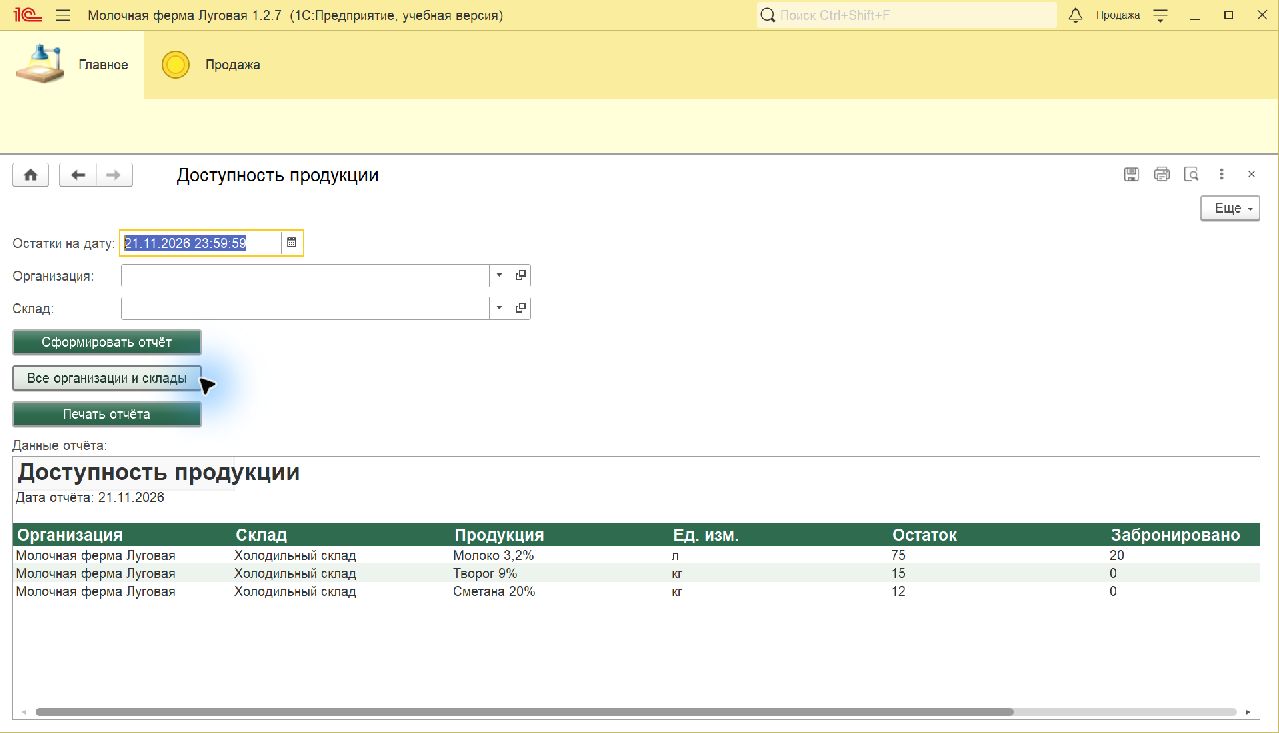 1С Молочная ферма Луговая 1.2.7 (1С:Предприятие, учебная версия) Поиск Ctrl+Shift+F Продажа
Главное Продажа
Доступность продукции
Еще
Остатки на дату: 21.11.2026 23:59:59
Организация:
Склад:
Сформировать отчёт
Все организации и склады
Печать отчёта
Данные отчёта:
Доступность продукции
Дата отчёта: 21.11.2026
Организация Склад Продукция Ед. изм. Остаток Забронировано
Молочная ферма Луговая Холодильный склад Молоко 3,2% л 75 20
Молочная ферма Луговая Холодильный склад Творог 9% кг 15 0
Молочная ферма Луговая Холодильный склад Сметана 20% кг 12 0